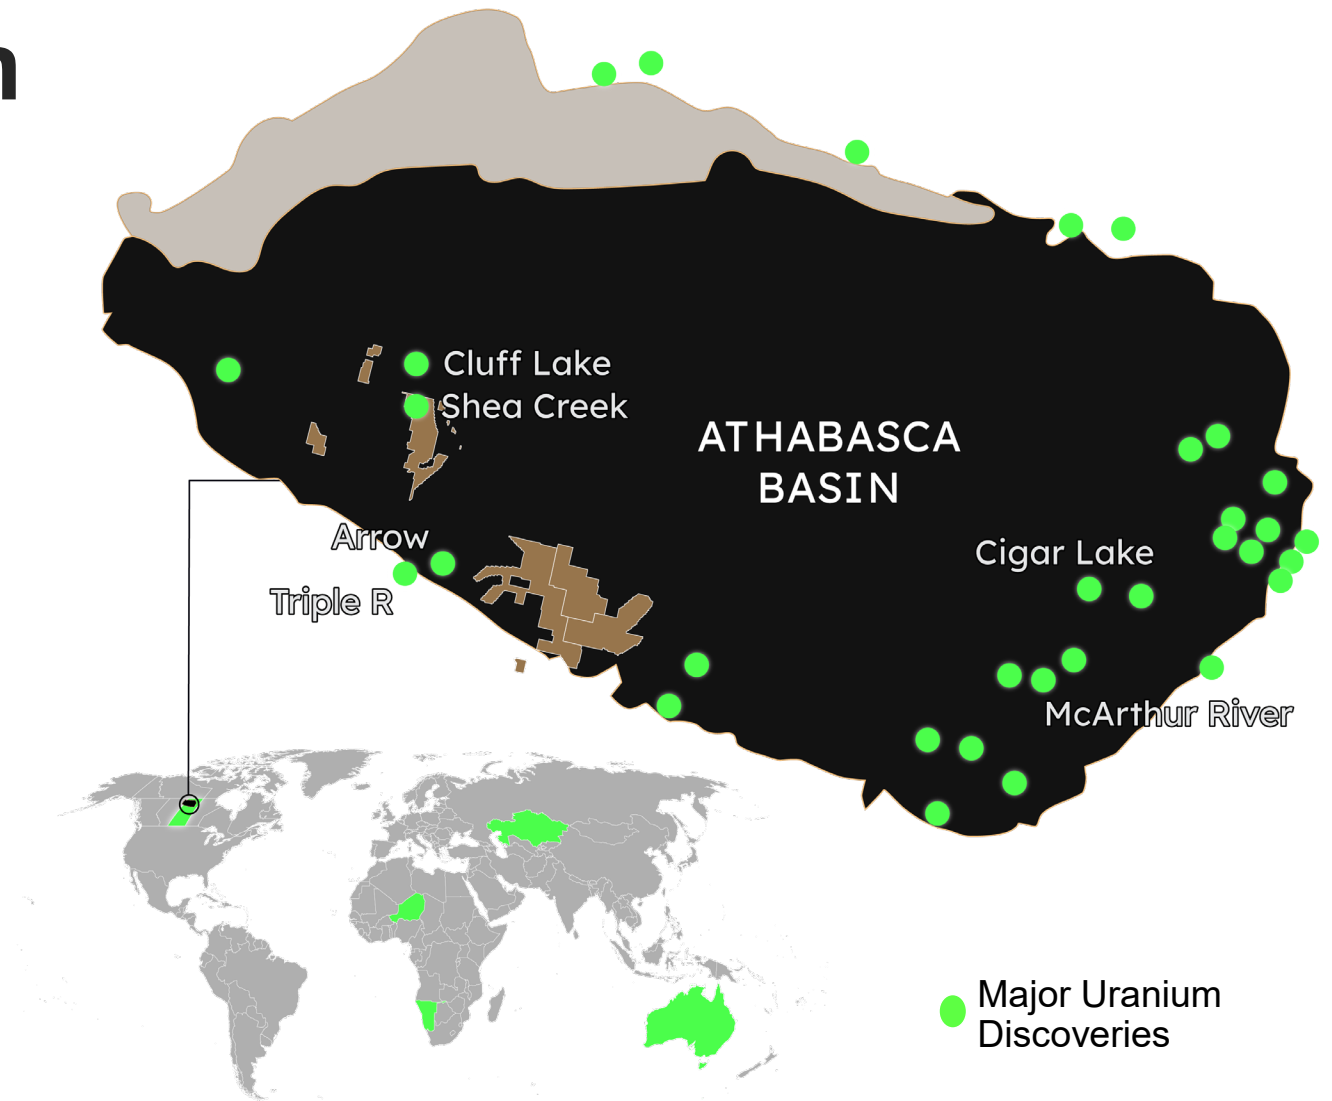 n
Cluff Lake
Shea Creek
ATHABASCA
BASIN
Arrow
Cigar Lake
Triple R
McArthur River
Major Uranium
Discoveries